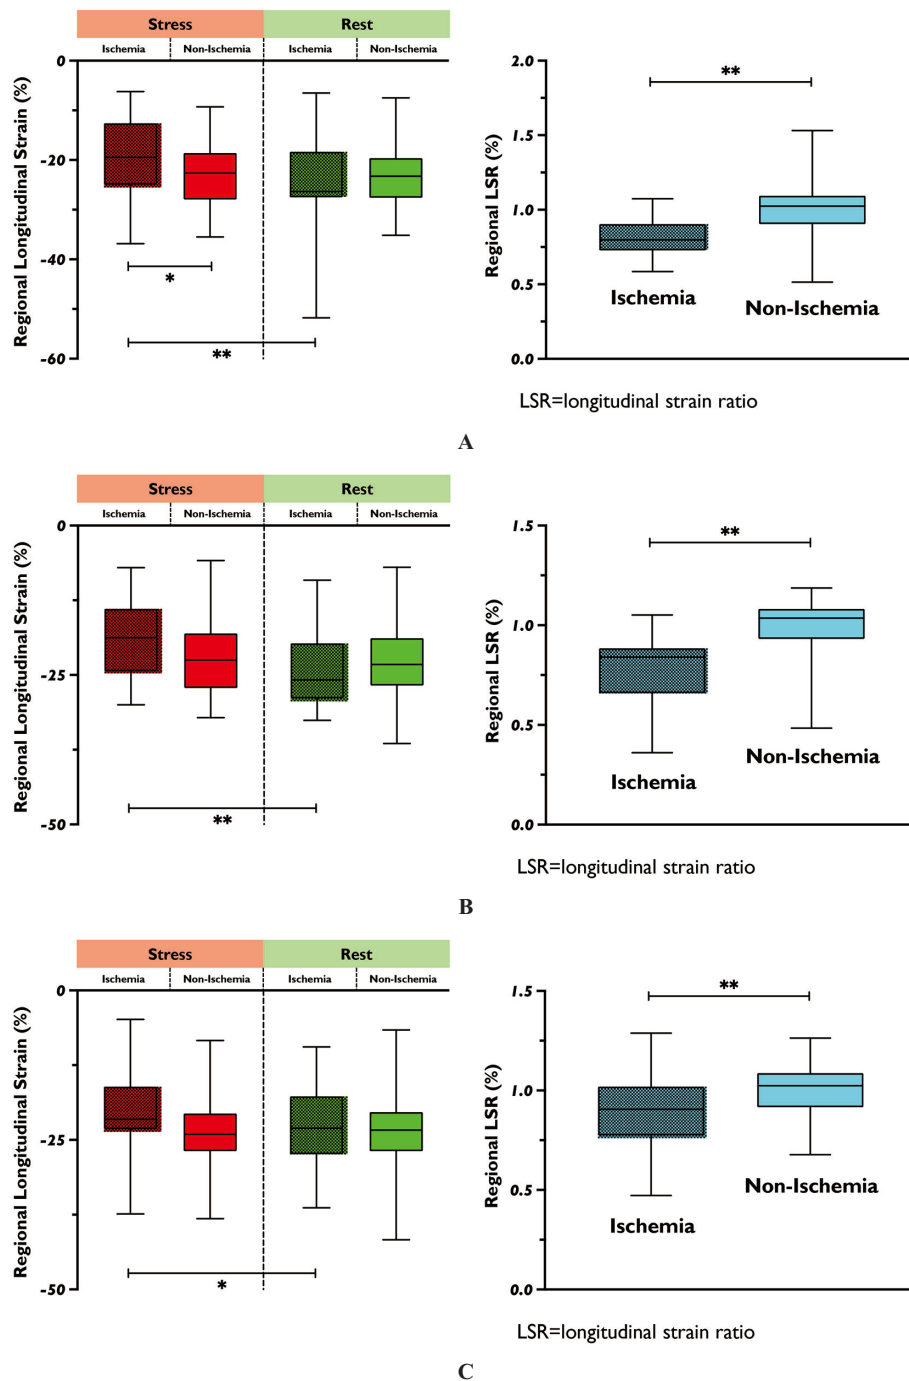 Stress Rest
Ischemia Non-Ischemia Ischemia Non-Ischemia
Regional Longitudinal Strain (%)
0
-20
-40
-60
*
**
Regional LSR (%)
2.0
1.5
1.0
0.5
0.0
**
Ischemia
Non-Ischemia
LSR=longitudinal strain ratio
A
Stress Rest
Ischemia Non-Ischemia Ischemia Non-Ischemia
Regional Longitudinal Strain (%)
0
-25
-50
**
Regional LSR (%)
1.5
1.0
0.5
0.0
**
Ischemia
Non-Ischemia
LSR=longitudinal strain ratio
B
Stress Rest
Ischemia Non-Ischemia Ischemia Non-Ischemia
Regional Longitudinal Strain (%)
0
-25
-50
*
Regional LSR (%)
1.5
1.0
0.5
0.0
**
Ischemia
Non-Ischemia
LSR=longitudinal strain ratio
C